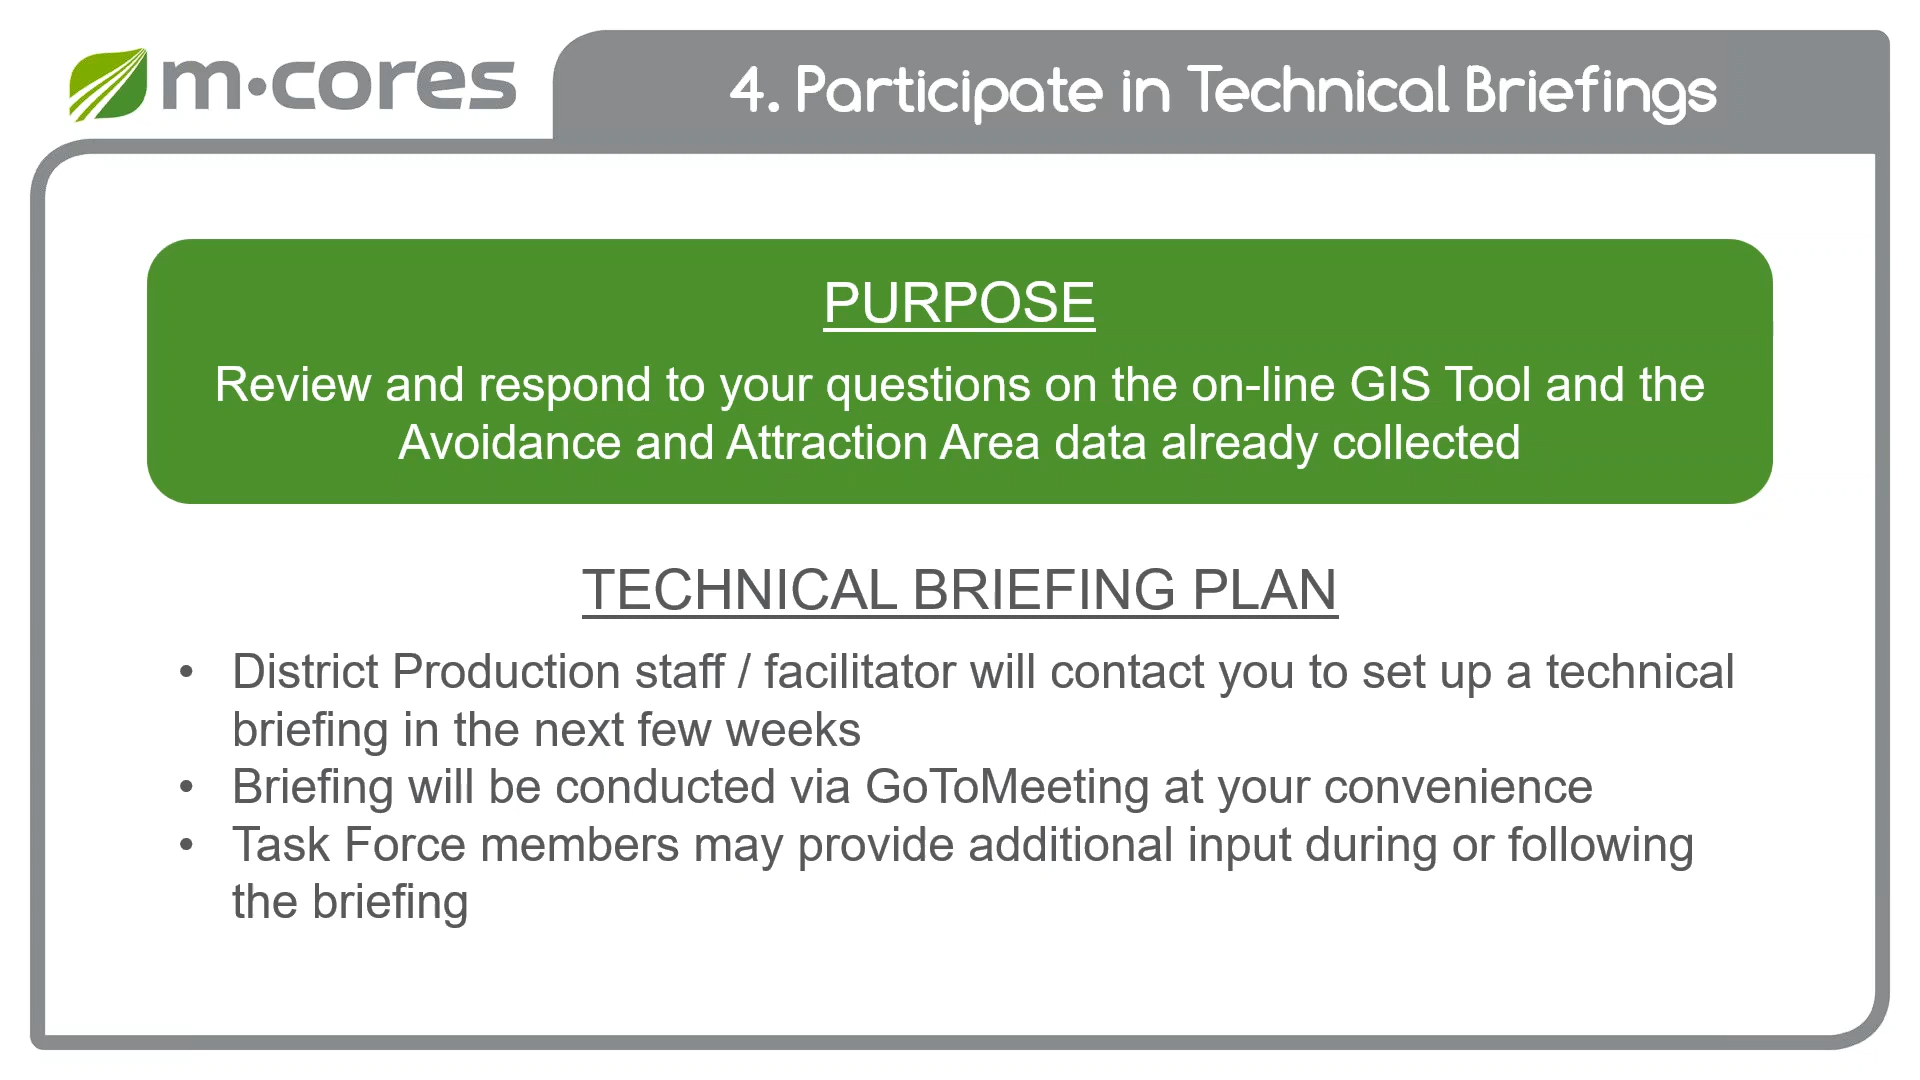 m·cores
4. Participate in Technical Briefings
PURPOSE
Review and respond to your questions on the on-line GIS Tool and the
Avoidance and Attraction Area data already collected
TECHNICAL BRIEFING PLAN
• District Production staff / facilitator will contact you to set up a technical
briefing in the next few weeks
• Briefing will be conducted via GoToMeeting at your convenience
• Task Force members may provide additional input during or following
the briefing